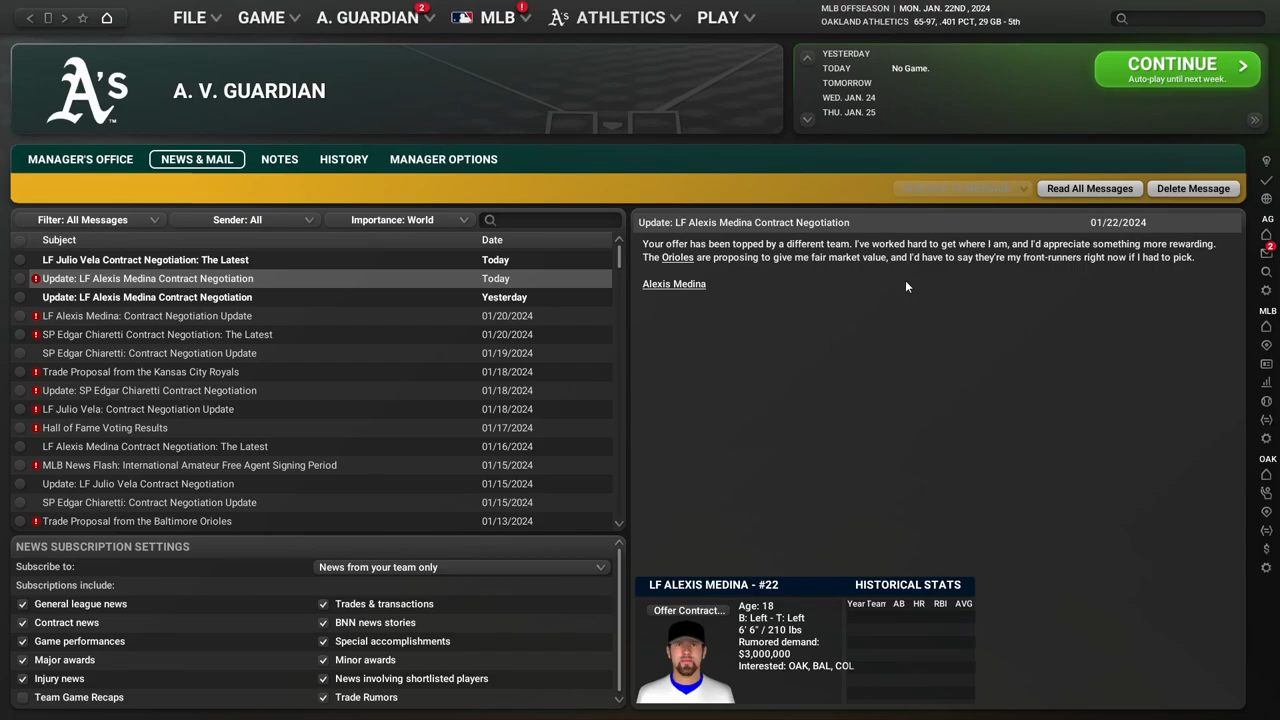 FILE
GAME
A. GUARDIAN
2
MLB
!
A's
ATHLETICS
PLAY
MLB OFFSEASON | MON. JAN. 22ND , 2024
OAKLAND ATHLETICS 65-97, .401 PCT, 29 GB - 5th
A's
A. V. GUARDIAN
YESTERDAY
TODAY No Game.
TOMORROW
WED. JAN. 24
THU. JAN. 25
CONTINUE
Auto-play until next week.
MANAGER'S OFFICE
NEWS & MAIL
NOTES
HISTORY
MANAGER OPTIONS
Read All Messages
Delete Message
Filter: All Messages
Sender: All
Importance: World
Subject Date
LF Julio Vela Contract Negotiation: The Latest Today
! Update: LF Alexis Medina Contract Negotiation Today
Update: LF Alexis Medina Contract Negotiation Yesterday
! LF Alexis Medina: Contract Negotiation Update 01/20/2024
! SP Edgar Chiaretti Contract Negotiation: The Latest 01/20/2024
SP Edgar Chiaretti: Contract Negotiation Update 01/19/2024
! Trade Proposal from the Kansas City Royals 01/18/2024
! Update: SP Edgar Chiaretti Contract Negotiation 01/18/2024
! LF Julio Vela: Contract Negotiation Update 01/18/2024
! Hall of Fame Voting Results 01/17/2024
LF Alexis Medina Contract Negotiation: The Latest 01/16/2024
! MLB News Flash: International Amateur Free Agent Signing Period 01/15/2024
Update: LF Julio Vela Contract Negotiation 01/15/2024
SP Edgar Chiaretti: Contract Negotiation Update 01/15/2024
! Trade Proposal from the Baltimore Orioles 01/13/2024
NEWS SUBSCRIPTION SETTINGS
Subscribe to: News from your team only
Subscriptions include:
General league news Trades & transactions
Contract news BNN news stories
Game performances Special accomplishments
Major awards Minor awards
Injury news News involving shortlisted players
Team Game Recaps Trade Rumors
Update: LF Alexis Medina Contract Negotiation 01/22/2024
Your offer has been topped by a different team. I've worked hard to get where I am, and I'd appreciate something more rewarding.
The Orioles are proposing to give me fair market value, and I'd have to say they're my front-runners right now if I had to pick.
Alexis Medina
LF ALEXIS MEDINA - #22
Offer Contract...
Age: 18
B: Left - T: Left
6' 6" / 210 lbs
Rumored demand:
$3,000,000
Interested: OAK, BAL, COL
HISTORICAL STATS
Year Team AB HR RBI AVG
AG
2
MLB
OAK